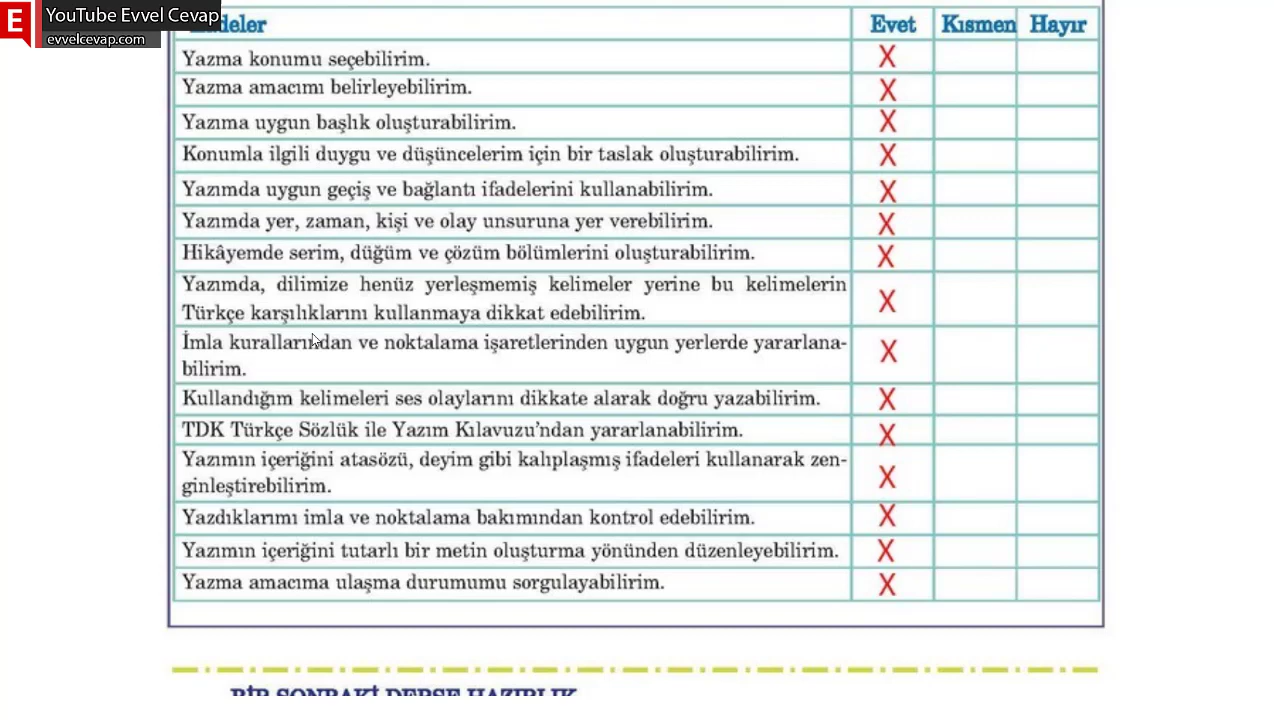 YouTube Evvel Cevap
evvelcevap.com
Evet Kısmen Hayır
Yazma konumu seçebilirim. X
Yazma amacımı belirleyebilirim. X
Yazıma uygun başlık oluşturabilirim. X
Konumla ilgili duygu ve düşüncelerim için bir taslak oluşturabilirim. X
Yazımda uygun geçiş ve bağlantı ifadelerini kullanabilirim. X
Yazımda yer, zaman, kişi ve olay unsuruna yer verebilirim. X
Hikâyemde serim, düğüm ve çözüm bölümlerini oluşturabilirim. X
Yazımda, dilimize henüz yerleşmemiş kelimeler yerine bu kelimelerin
Türkçe karşılıklarını kullanmaya dikkat edebilirim. X
İmla kurallarından ve noktalama işaretlerinden uygun yerlerde yararlana-
bilirim. X
Kullandığım kelimeleri ses olaylarını dikkate alarak doğru yazabilirim. X
TDK Türkçe Sözlük ile Yazım Kılavuzu’ndan yararlanabilirim. X
Yazımın içeriğini atasözü, deyim gibi kalıplaşmış ifadeleri kullanarak zen-
ginleştirebilirim. X
Yazdıklarımı imla ve noktalama bakımından kontrol edebilirim. X
Yazımın içeriğini tutarlı bir metin oluşturma yönünden düzenleyebilirim. X
Yazma amacıma ulaşma durumumu sorgulayabilirim. X
BİR SONRAKİ DERSE HAZIRLIK